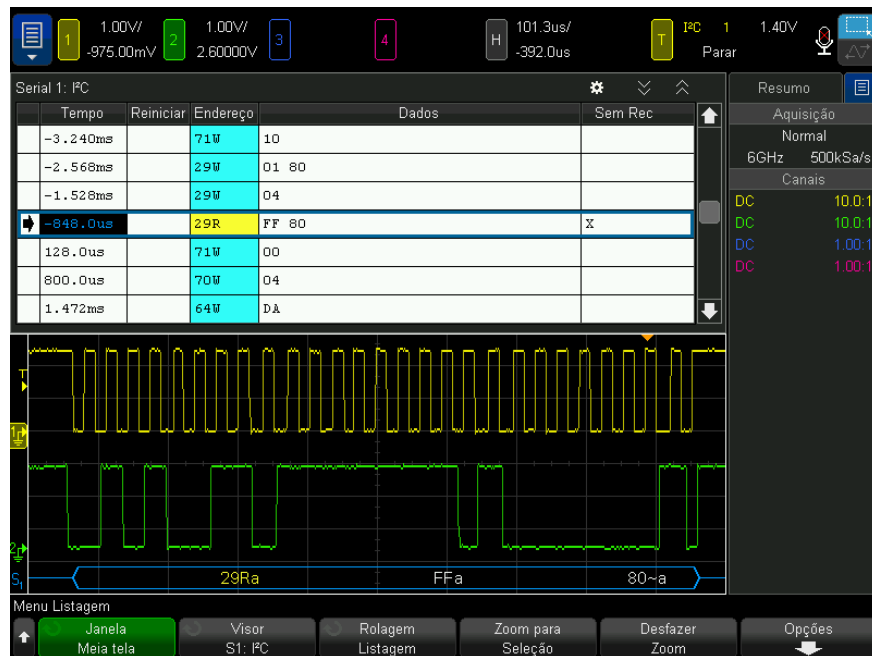 1 1.00V/ -975.00mV 2 1.00V/ 2.60000V 3 4 H 101.3us/ -392.0us T I²C 1 1.40V Parar
Serial 1: I²C
Tempo Reiniciar Endereço Dados Sem Rec
-3.240ms 71W 10
-2.568ms 29W 01 80
-1.528ms 29W 04
-848.0us 29R FF 80 X
128.0us 71W 00
800.0us 70W 04
1.472ms 64W DA
Resumo
Aquisição
Normal
6GHz 500kSa/s
Canais
DC 10.0:1
DC 10.0:1
DC 1.00:1
DC 1.00:1
T
1
2
S1 29Ra FFa 80~a
Menu Listagem
Janela
Meia tela
Visor
S1: I²C
Rolagem
Listagem
Zoom para
Seleção
Desfazer
Zoom
Opções